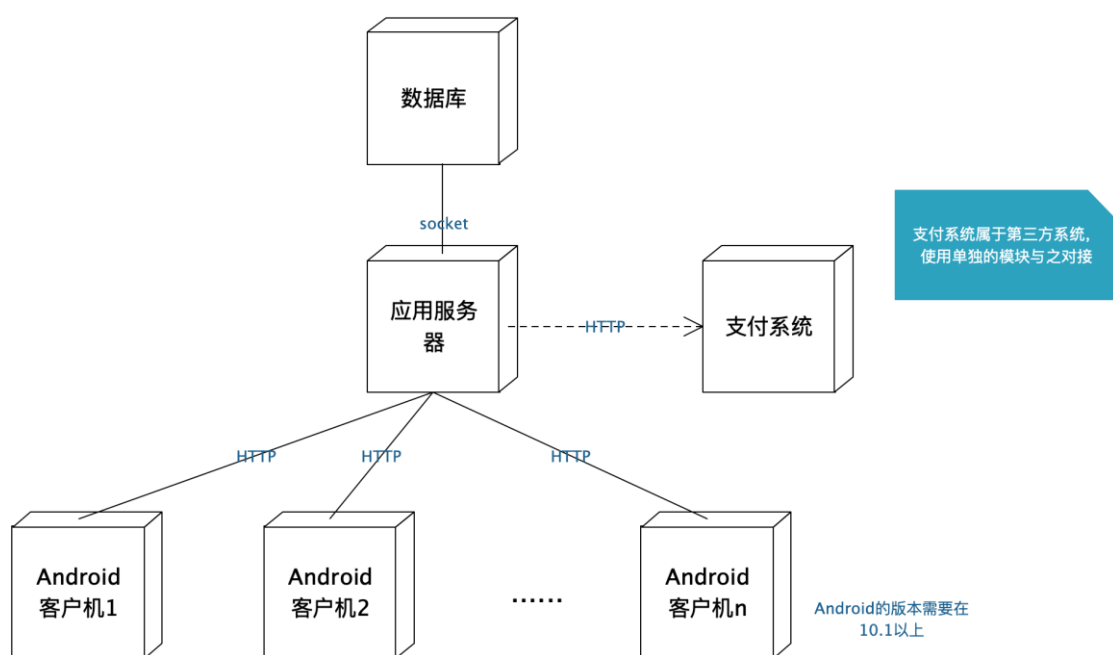 数据库
socket
支付系统属于第三方系统，
使用单独的模块与之对接
应用服务
器
HTTP
支付系统
HTTP
HTTP
HTTP
Android
客户机1
Android
客户机2
......
Android
客户机n
Android的版本需要在
10.1以上